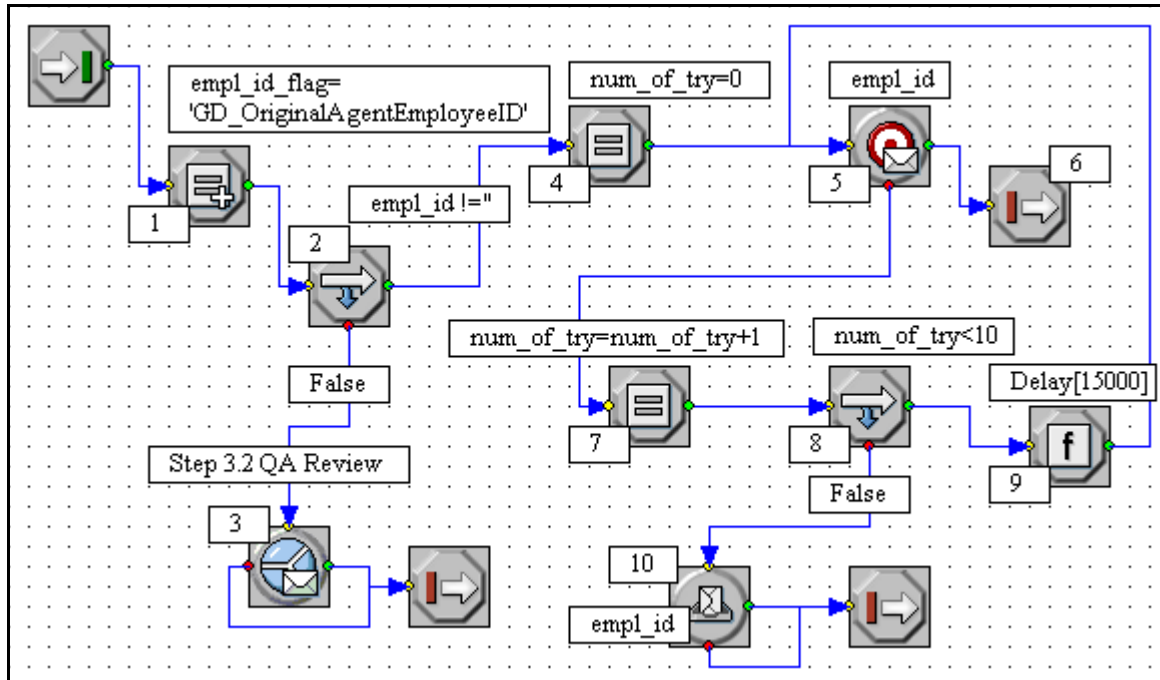 empl_id_flag=
'GD_OriginalAgentEmployeeID'
num_of_try=0
empl_id
1
2
empl_id !=''
4
5
6
False
num_of_try=num_of_try+1
num_of_try<10
Delay[15000]
7
8
9
Step 3.2 QA Review
False
3
10
empl_id
f